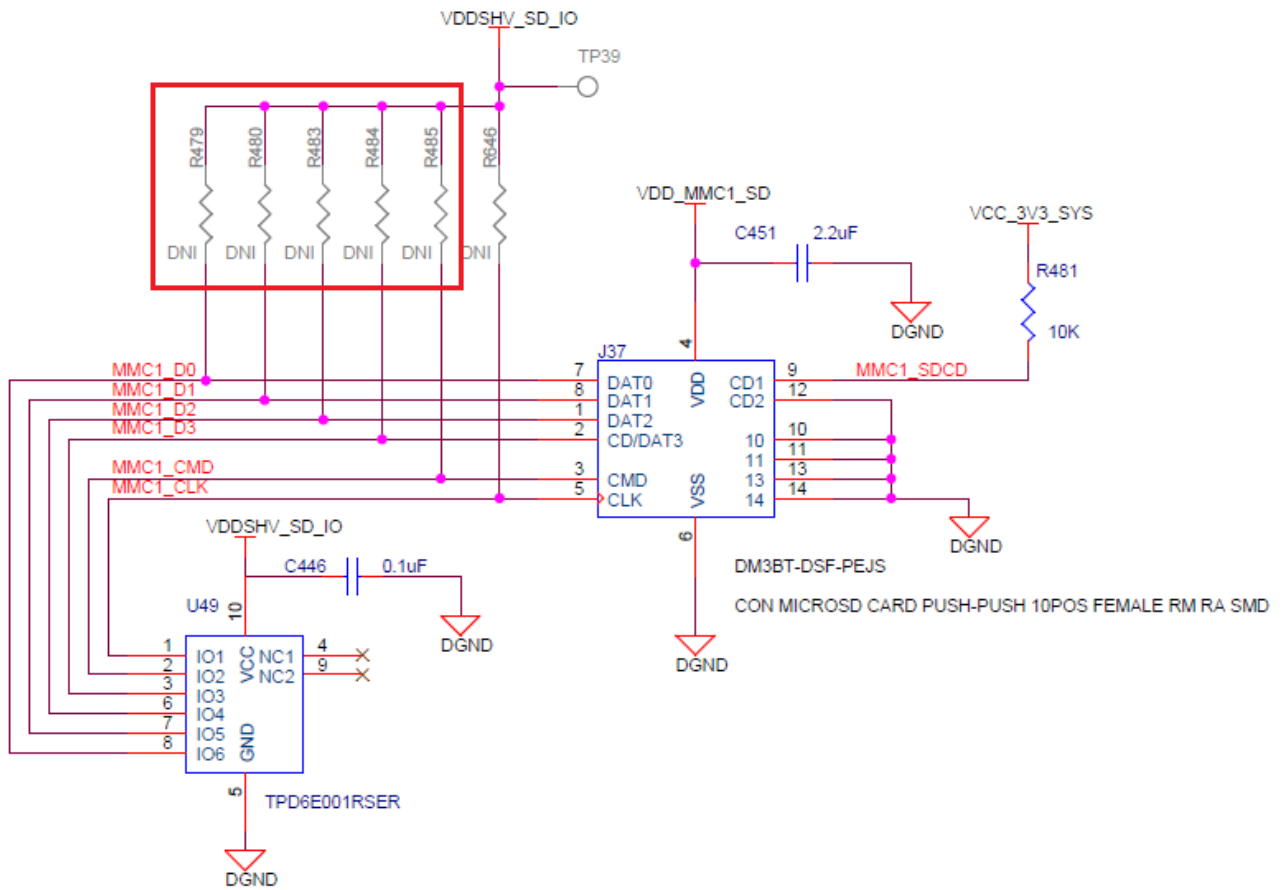 VDDSHV_SD_IO
TP39
R479
R480
R483
R484
R485
R646
DNI
DNI
DNI
DNI
DNI
DNI
VDD_MMC1_SD
C451
2.2uF
DGND
VCC_3V3_SYS
R481
10K
MMC1_D0
MMC1_D1
MMC1_D2
MMC1_D3
MMC1_CMD
MMC1_CLK
J37
4
VDD
7 DAT0
8 DAT1
1 DAT2
2 CD/DAT3
3 CMD
5 CLK
VSS
6
CD1 9 MMC1_SDCD
CD2 12
10 10
11 11
13 13
14 14
DGND
DGND
DM3BT-DSF-PEJS
CON MICROSD CARD PUSH-PUSH 10POS FEMALE RM RA SMD
VDDSHV_SD_IO
C446
0.1uF
DGND
U49
10
VCC
1 IO1
2 IO2
3 IO3
6 IO4
7 IO5
8 IO6
NC1 4
NC2 9
GND
5
TPD6E001RSER
DGND